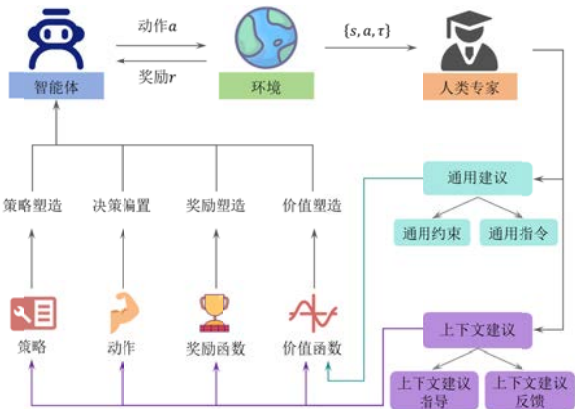 动作a
奖励r
{s,a,τ}
智能体
环境
人类专家
策略塑造
决策偏置
奖励塑造
价值塑造
通用建议
通用约束
通用指令
策略
动作
奖励函数
价值函数
上下文建议
上下文建议
指导
上下文建议
反馈